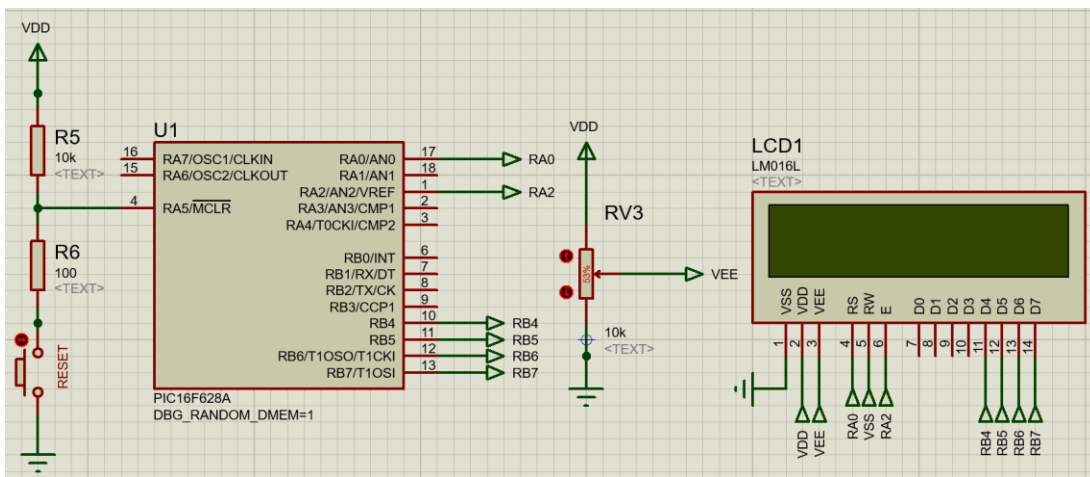 VDD
R5
10k
<TEXT>
R6
100
<TEXT>
RESET
U1
16 RA7/OSC1/CLKIN
15 RA6/OSC2/CLKOUT
4 RA5/MCLR
RA0/AN0 17 RA0
RA1/AN1 18
RA2/AN2/VREF 1 RA2
RA3/AN3/CMP1 2
RA4/T0CKI/CMP2 3
RB0/INT 6
RB1/RX/DT 7
RB2/TX/CK 8
RB3/CCP1 9
RB4 10 RB4
RB5 11 RB5
RB6/T1OSO/T1CKI 12 RB6
RB7/T1OSI 13 RB7
PIC16F628A
DBG_RANDOM_DMEM=1
VDD
RV3
53%
VEE
10k
<TEXT>
LCD1
LM016L
<TEXT>
VSS VDD VEE RS RW E D0 D1 D2 D3 D4 D5 D6 D7
1 2 3 4 5 6 7 8 9 10 11 12 13 14
VDD VEE RA0 VSS RA2 RB4 RB5 RB6 RB7